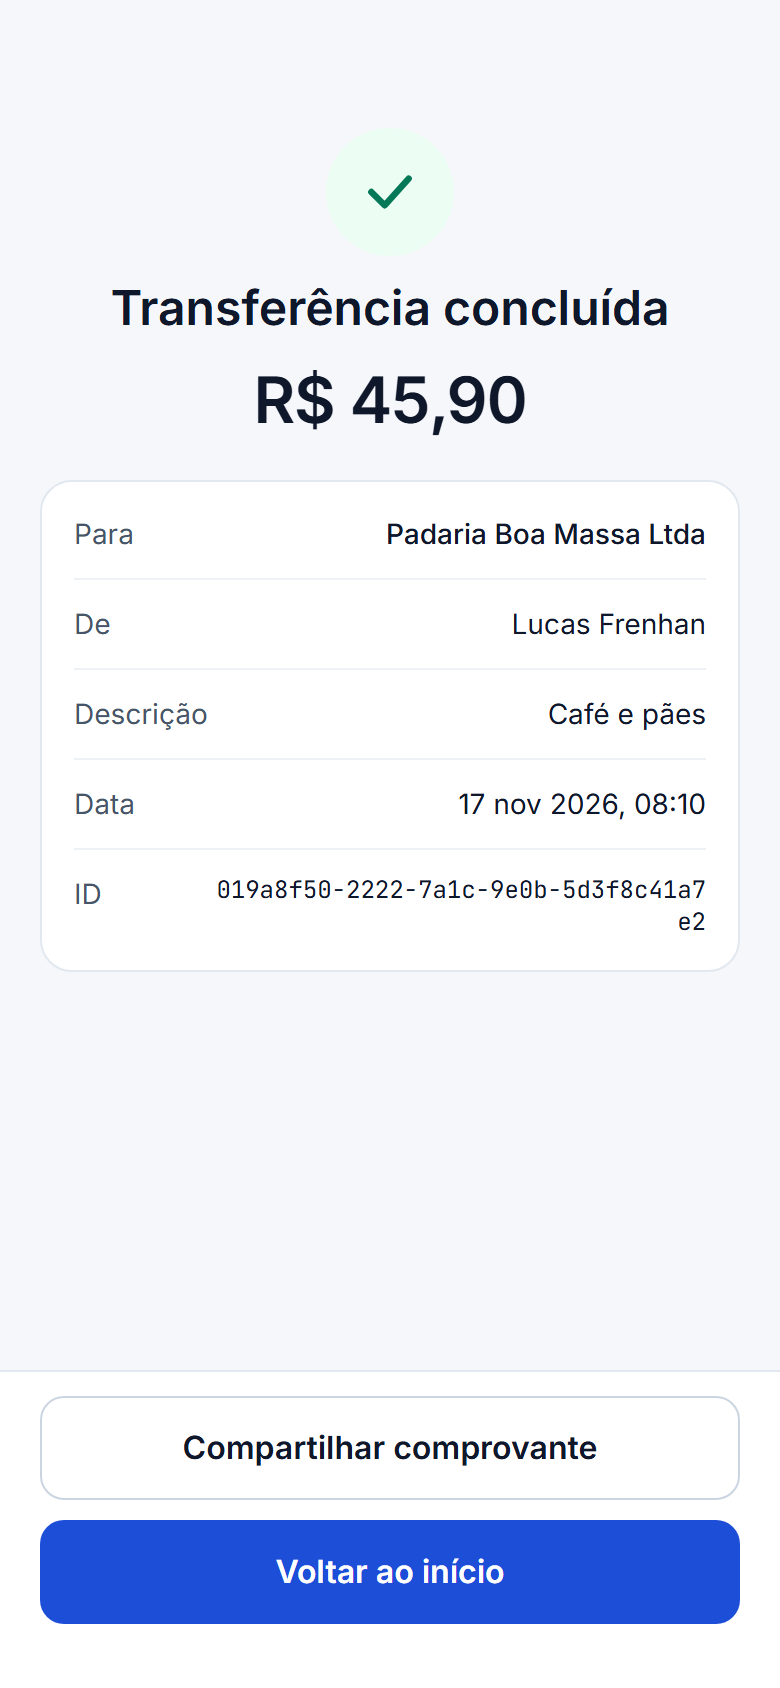 Transferência concluída
R$ 45,90
Para Padaria Boa Massa Ltda
De Lucas Frenhan
Descrição Café e pães
Data 17 nov 2026, 08:10
ID 019a8f50-2222-7a1c-9e0b-5d3f8c41a7
e2
Compartilhar comprovante
Voltar ao início